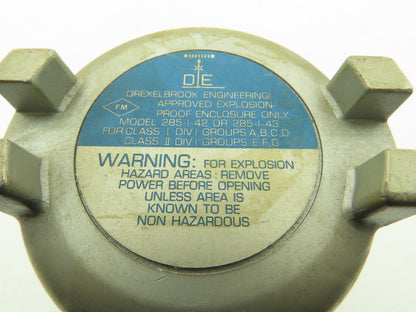 DE
DREXELBROOK ENGINEERING
FM
APPROVED EXPLOSION
PROOF ENCLOSURE ONLY
MODEL 285-1-42 OR 285-1-43
FOR CLASS I DIV I GROUPS A,B,C,D
CLASS II DIV I GROUPS E,F,G
WARNING: FOR EXPLOSION
HAZARD AREAS: REMOVE
POWER BEFORE OPENING
UNLESS AREA IS
KNOWN TO BE
NON HAZARDOUS